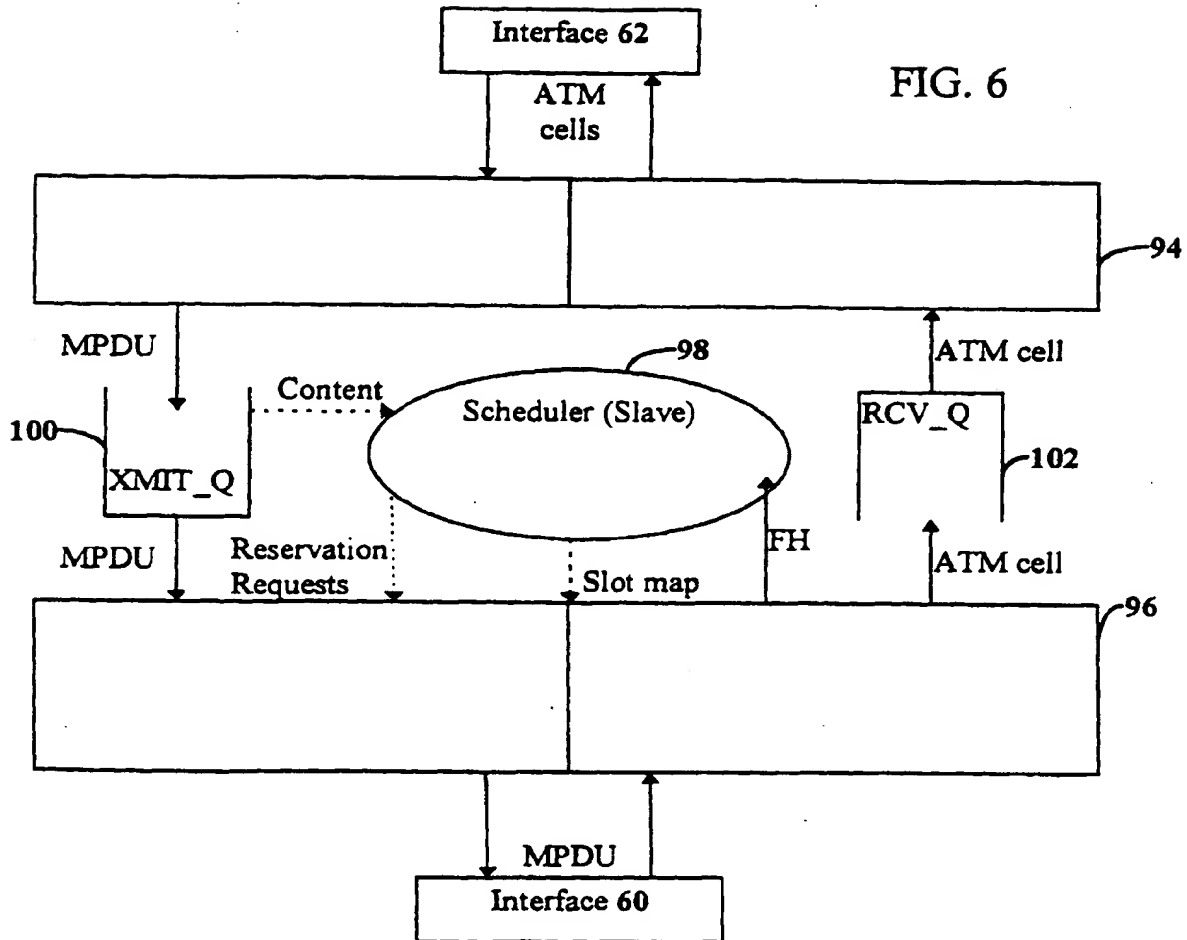 Interface 62
FIG. 6
ATM
cells
94
MPDU
98
ATM cell
Content
Scheduler (Slave)
RCV_Q
100
102
XMIT_Q
MPDU
Reservation
Requests
FH
ATM cell
Slot map
96
MPDU
Interface 60